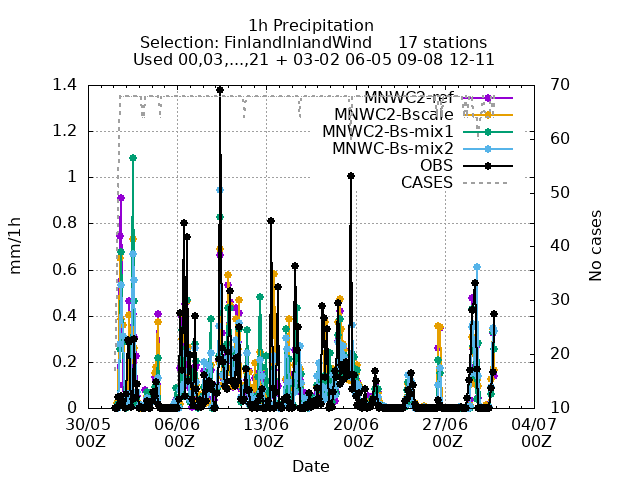 1h Precipitation
Selection: FinlandInlandWind 17 stations
Used 00,03,...,21 + 03-02 06-05 09-08 12-11
1.4
1.2
1
0.8
0.6
0.4
0.2
0
mm/1h
70
60
50
40
30
20
10
No cases
MNWC2-ref
MNWC2-Bscale
MNWC2-Bs-mix1
MNWC-Bs-mix2
OBS
CASES
30/05 06/06 13/06 20/06 27/06 04/07
00Z 00Z 00Z 00Z 00Z 00Z
Date